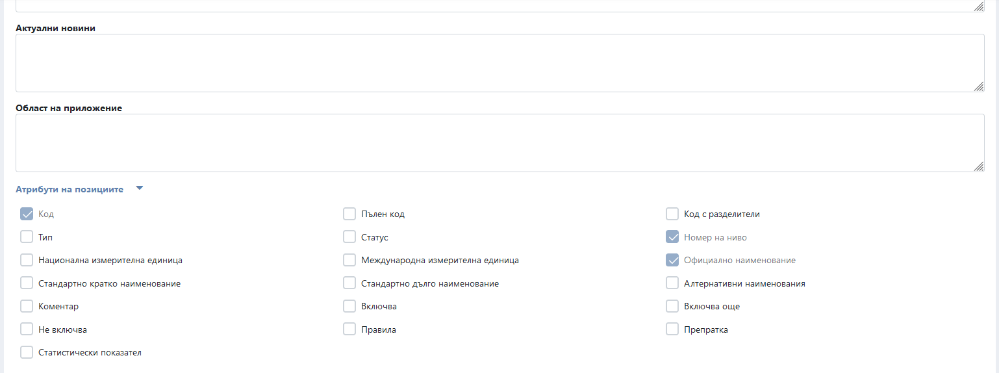 Актуални новини
Област на приложение
Атрибути на позициите
Код Пълен код Код с разделители
Тип Статус Номер на ниво
Национална измерителна единица Международна измерителна единица Официално наименование
Стандартно кратко наименование Стандартно дълго наименование Алтернативни наименования
Коментар Включва Включва още
Не включва Правила Препратка
Статистически показател